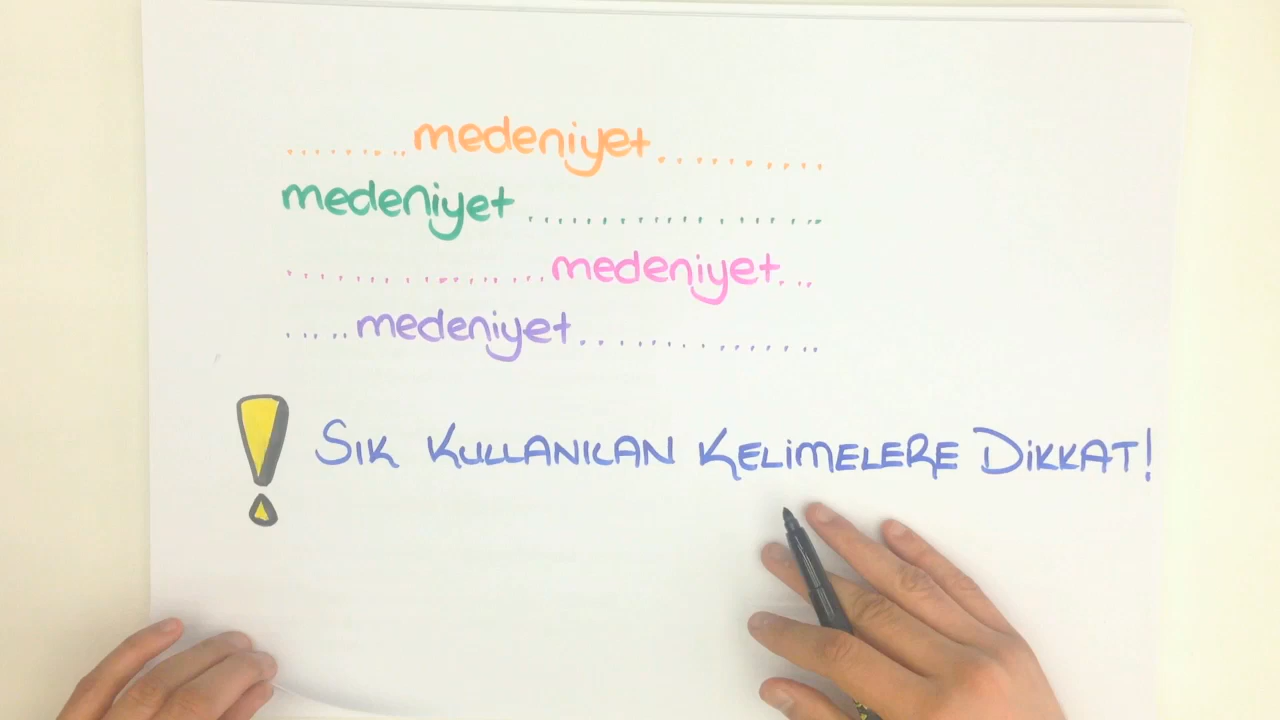 ........medeniyet..........
medeniyet ................
................medeniyet...
.....medeniyet..............
! SIK KULLANILAN KELİMELERE DİKKAT!